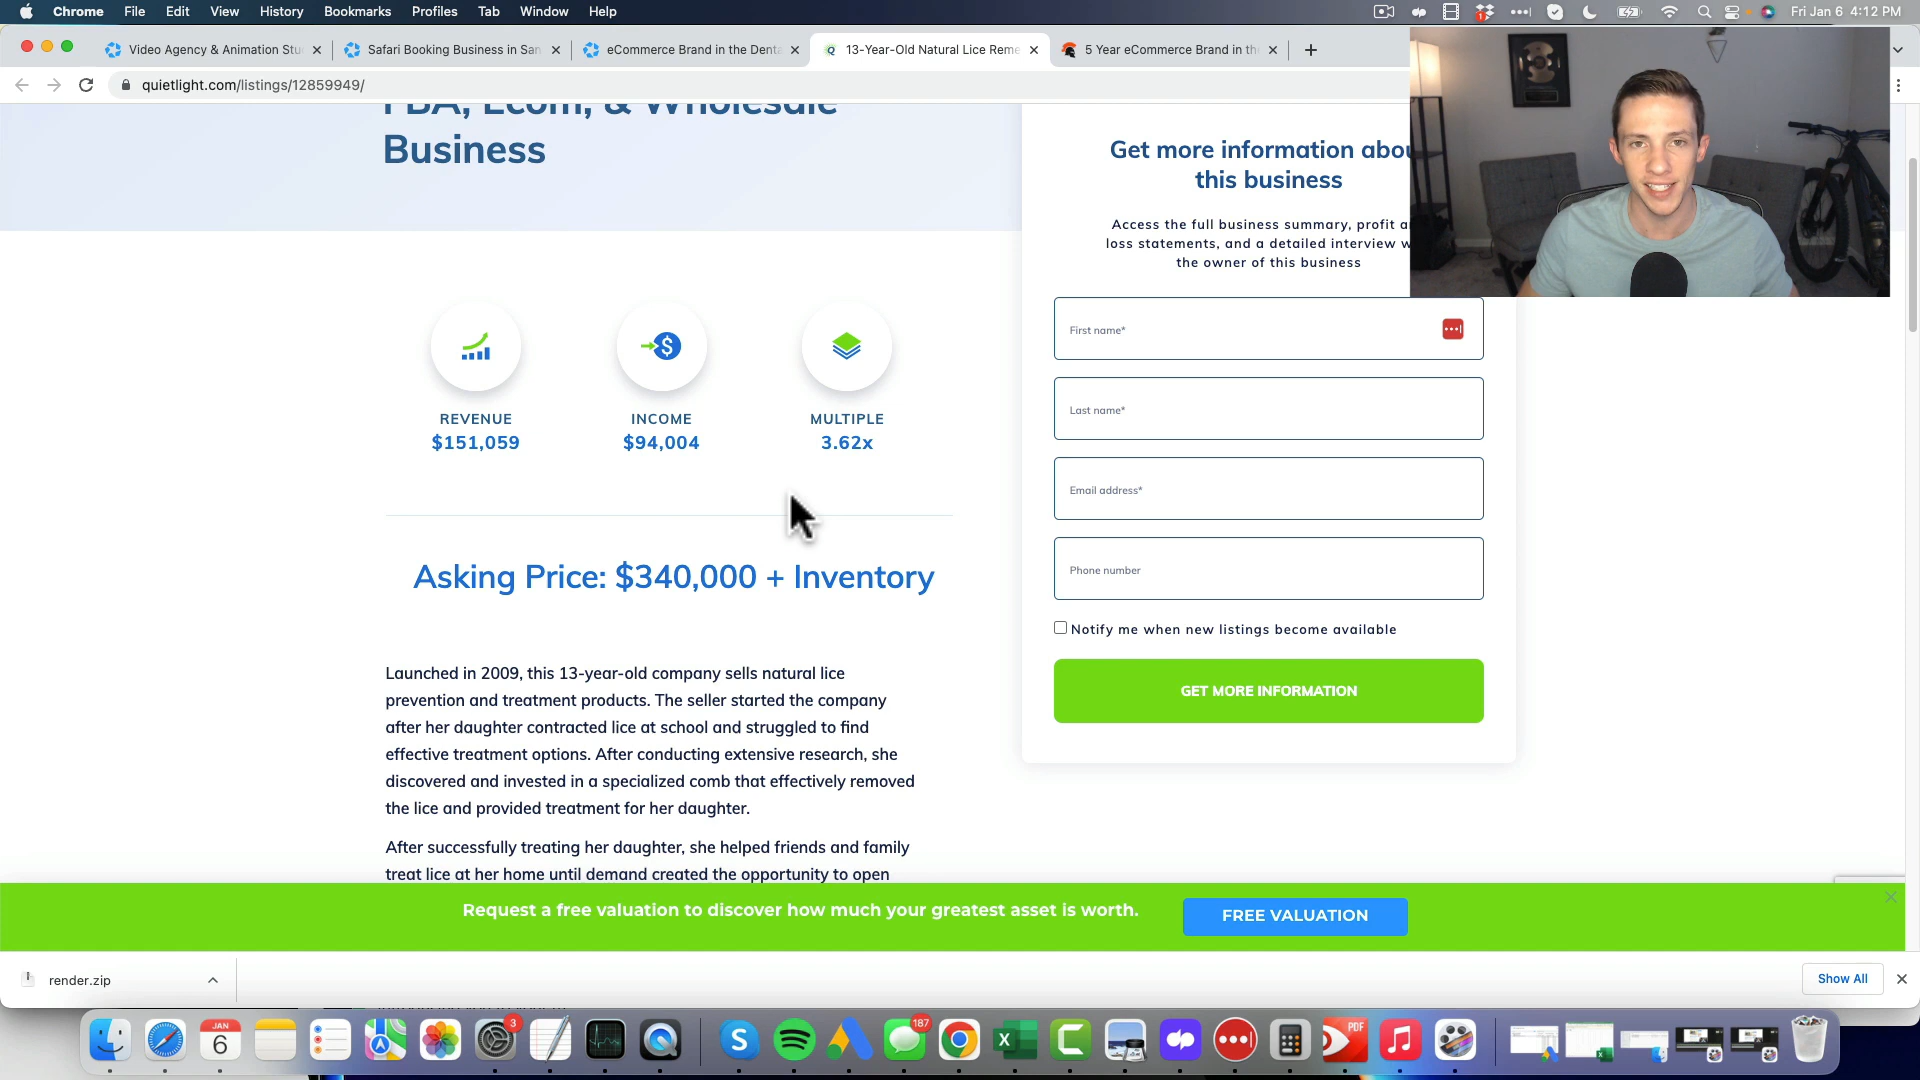 Chrome File Edit View History Bookmarks Profiles Tab Window Help
Fri Jan 6 4:12 PM
Video Agency & Animation Stu
Safari Booking Business in San
eCommerce Brand in the Denta
13-Year-Old Natural Lice Reme
5 Year eCommerce Brand in th
quietlight.com/listings/12859949/
FBA, Ecom, & Wholesale
Business
Get more information abou
this business
Access the full business summary, profit a
loss statements, and a detailed interview w
the owner of this business
First name*
Last name*
Email address*
Phone number
Notify me when new listings become available
GET MORE INFORMATION
REVENUE
$151,059
INCOME
$94,004
MULTIPLE
3.62x
Asking Price: $340,000 + Inventory
Launched in 2009, this 13-year-old company sells natural lice
prevention and treatment products. The seller started the company
after her daughter contracted lice at school and struggled to find
effective treatment options. After conducting extensive research, she
discovered and invested in a specialized comb that effectively removed
the lice and provided treatment for her daughter.
After successfully treating her daughter, she helped friends and family
treat lice at her home until demand created the opportunity to open
Request a free valuation to discover how much your greatest asset is worth.
FREE VALUATION
render.zip
Show All
JAN
6
3
187
PDF